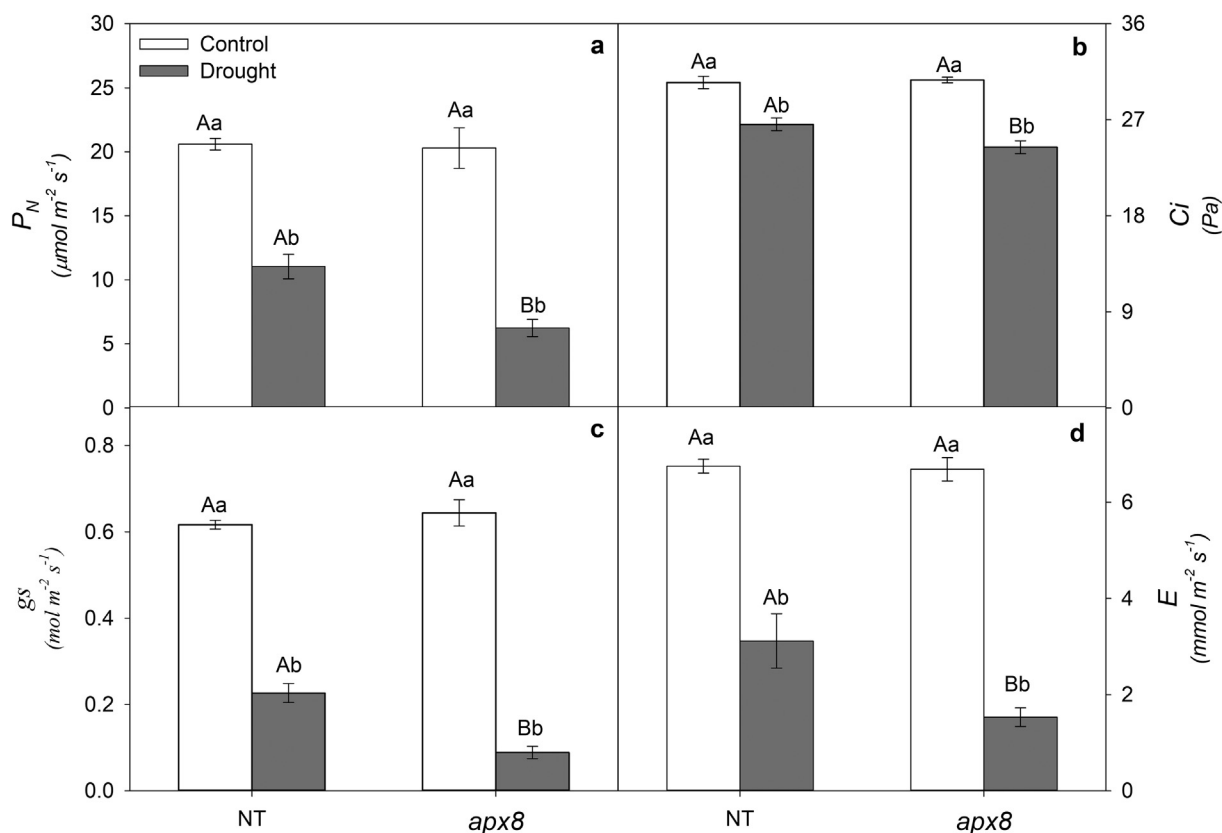 30
25
20
15
10
5
0
P_N
(μmol m⁻² s⁻¹)
Control
Drought
a
Aa
Ab
Aa
Bb
b
Aa
Ab
Aa
Bb
36
27
18
9
0
Ci
(Pa)
0.8
0.6
0.4
0.2
0.0
gs
(mol m⁻² s⁻¹)
c
Aa
Ab
Aa
Bb
d
Aa
Ab
Aa
Bb
6
4
2
0
E
(mmol m⁻² s⁻¹)
NT
apx8
NT
apx8